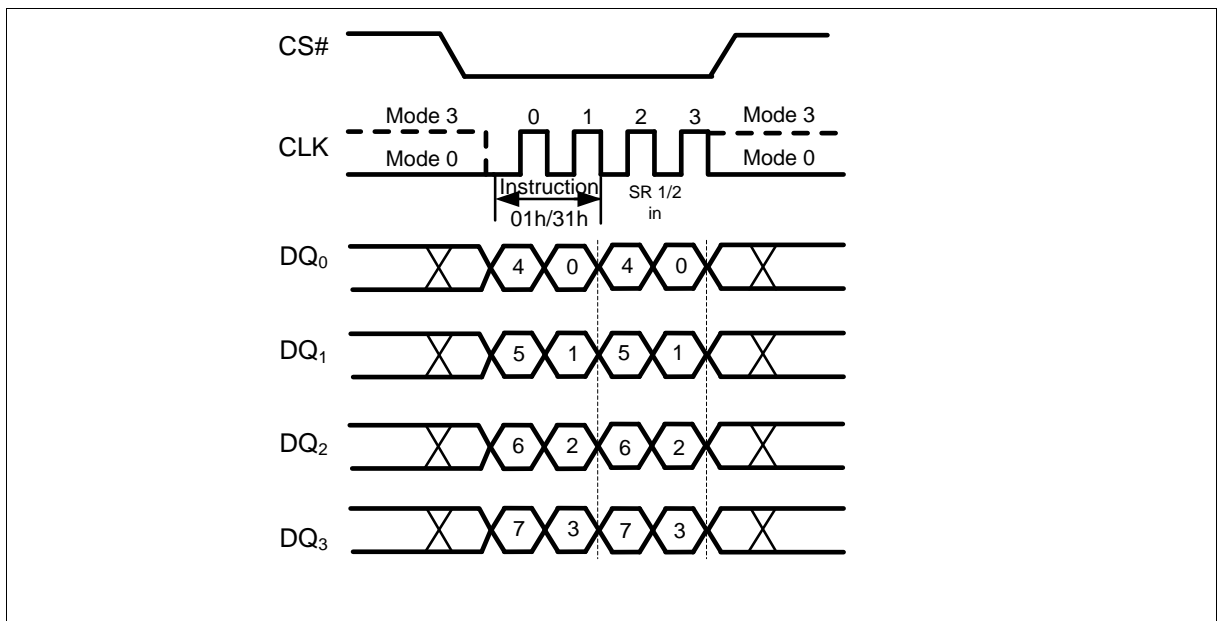 CS#
Mode 3 0 1 2 3 Mode 3
CLK
Mode 0 Mode 0
Instruction SR 1/2
01h/31h in
DQ0 4 0 4 0
DQ1 5 1 5 1
DQ2 6 2 6 2
DQ3 7 3 7 3